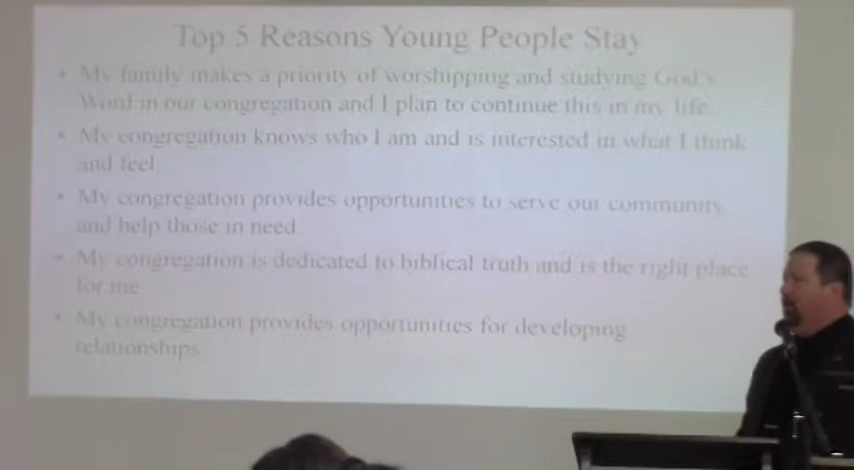 Top 5 Reasons Young People Stay
• My family makes a priority of worshipping and studying God's
Word in our congregation and I plan to continue this in my life.
• My congregation knows who I am and is interested in what I think
and feel.
• My congregation provides opportunities to serve our community
and help those in need.
• My congregation is dedicated to biblical truth and is the right place
for me.
• My congregation provides opportunities for developing
relationships.